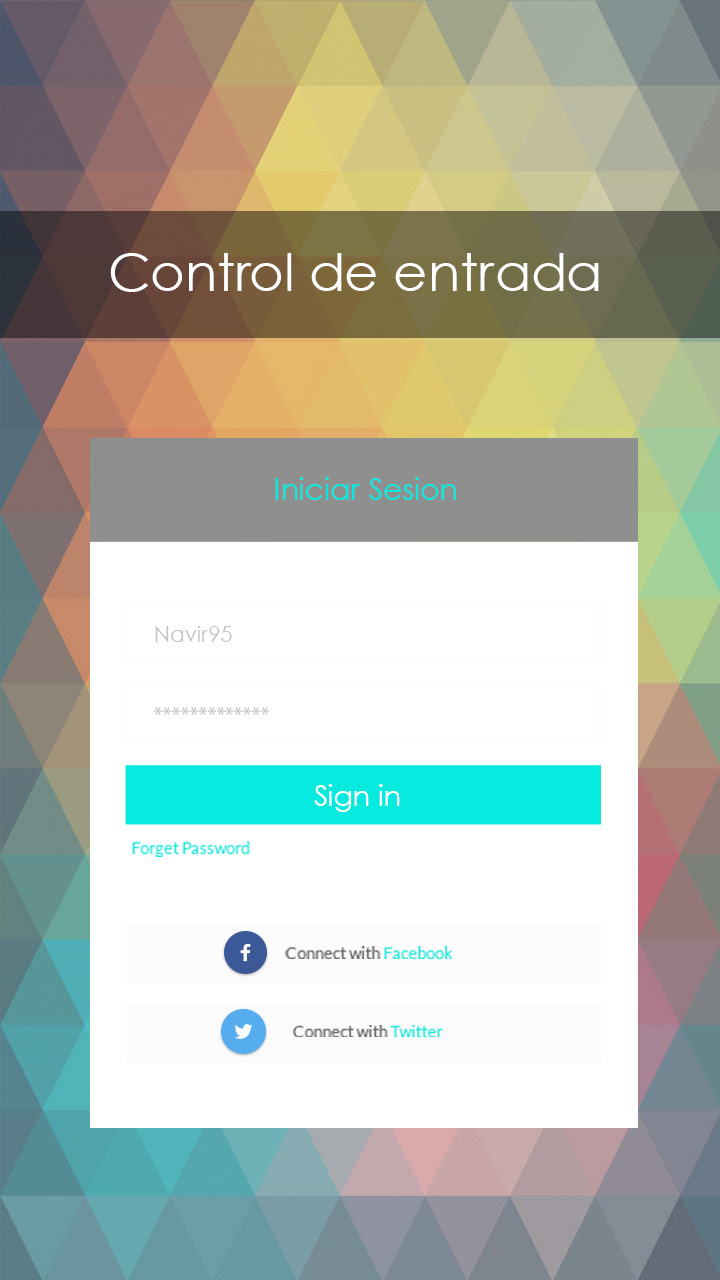 Control de entrada
Iniciar Sesion
Navir95
*************
Sign in
Forget Password
Connect with Facebook
Connect with Twitter